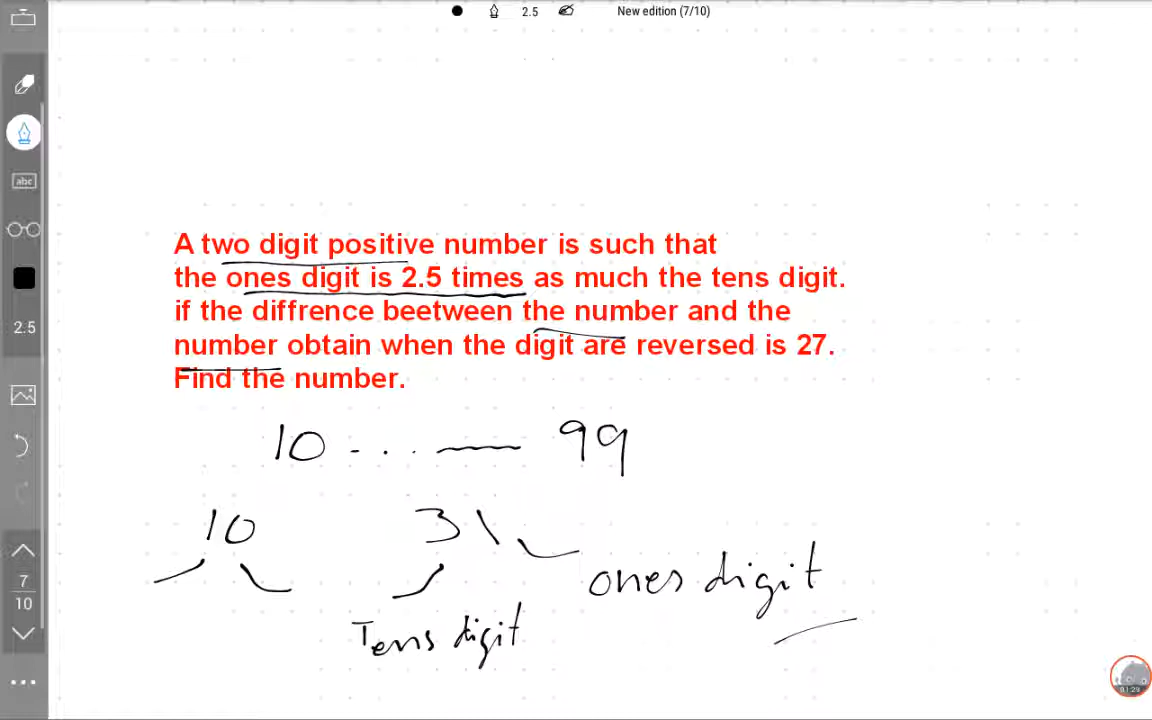 2.5 New edition (7/10)
abc
2.5
7
10
A two digit positive number is such that
the ones digit is 2.5 times as much the tens digit.
if the diffrence beetween the number and the
number obtain when the digit are reversed is 27.
Find the number.
10 ... — 99
10 31
ones digit
Tens digit
01:29